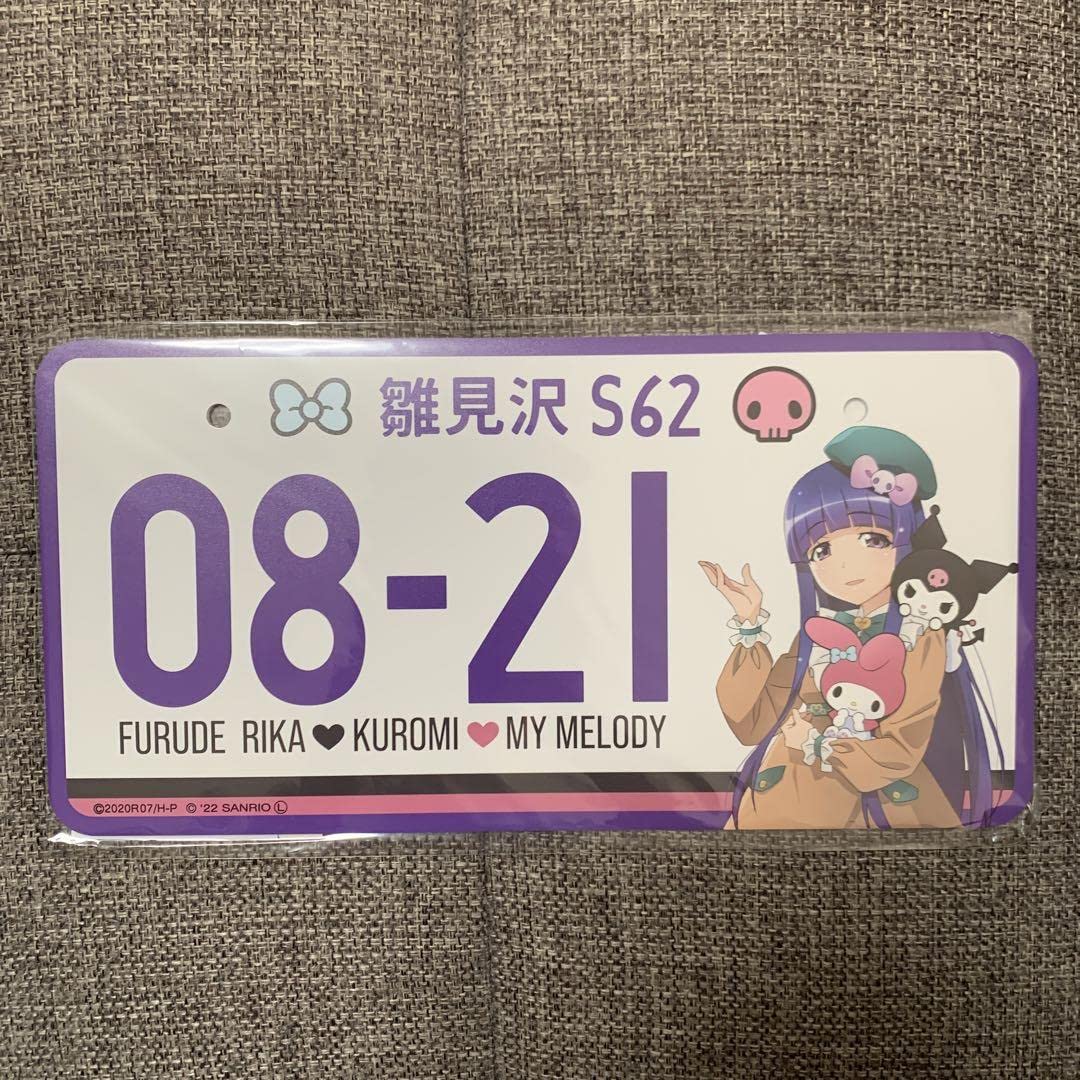 雛見沢 S62
08-21
FURUDE RIKA♥KUROMI♥MY MELODY
©2020R07/H-P © '22 SANRIO Ⓛ